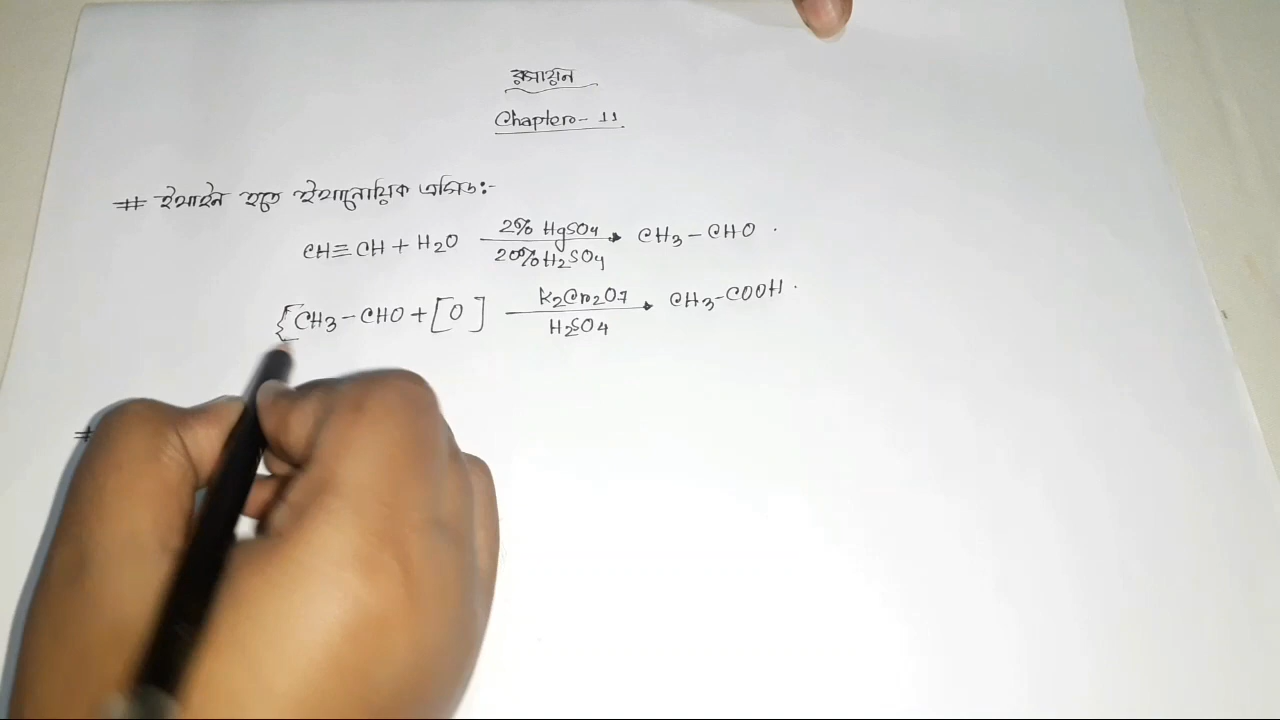 রসায়ন
Chapter- 11
# ইথাইন হতে ইথানোয়িক এসিড:-
CH≡CH + H2O 2% HgSO4 → 20% H2SO4 CH3-CHO.
{CH3-CHO + [O] K2Cr2O7 → H2SO4 CH3-COOH.
#